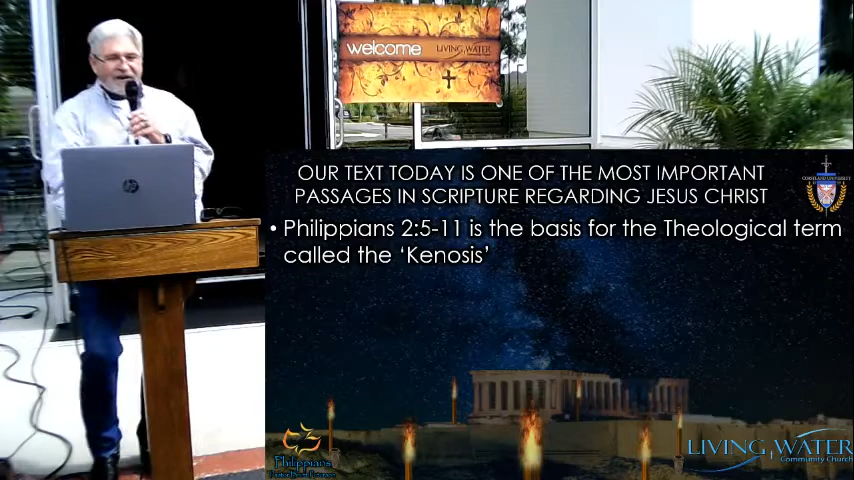 welcome
LIVING WATER
OUR TEXT TODAY IS ONE OF THE MOST IMPORTANT
PASSAGES IN SCRIPTURE REGARDING JESUS CHRIST
• Philippians 2:5-11 is the basis for the Theological term
called the ‘Kenosis’
hp
Philippians
LIVING WATER
Community Church